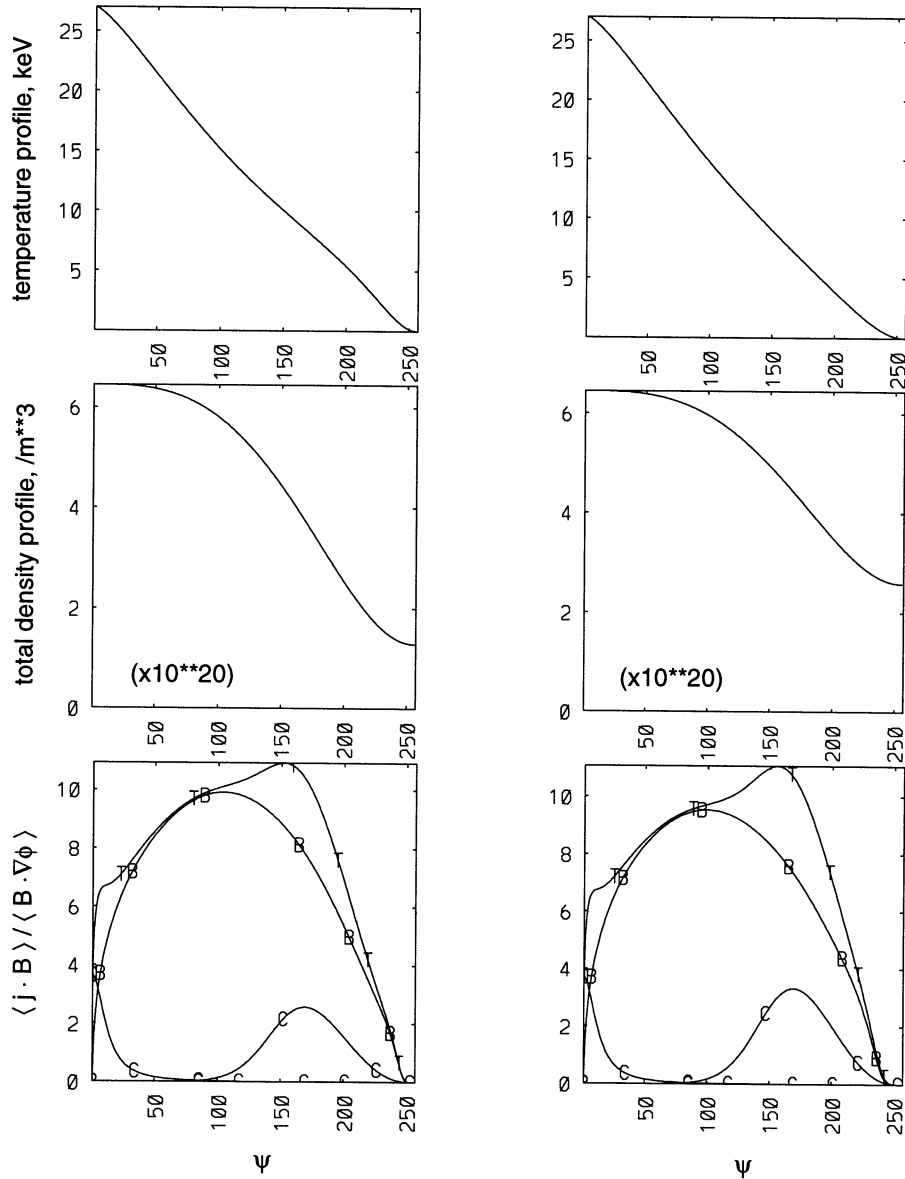 temperature profile, keV
25
20
15
10
5
50
100
150
200
250
25
20
15
10
5
50
100
150
200
250
total density profile, /m**3
6
4
2
0
(x10**20)
50
100
150
200
250
6
4
2
0
(x10**20)
50
100
150
200
250
⟨ j · B ⟩ / ⟨ B · ∇ϕ ⟩
10
8
6
4
2
0
T B
T B
B
B
T
B
T
B
C
C
C
C
C
C
C
50
100
150
200
250
ψ
10
8
6
4
2
0
T B
T B
B
T
B
T
B
T
B
T
C
C
C
C
C
C
C
50
100
150
200
250
ψ